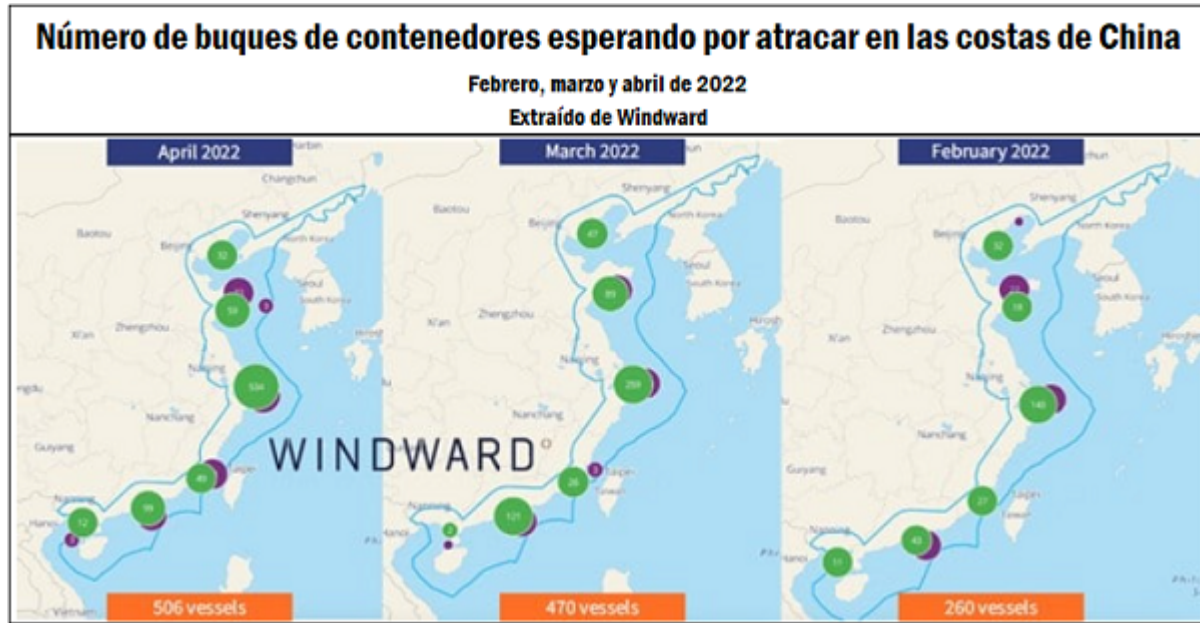 Número de buques de contenedores esperando por atracar en las costas de China
Febrero, marzo y abril de 2022
Extraído de Windward
April 2022
March 2022
February 2022
Changchun
Shenyang
Baotou
Beijing
North Korea
Seoul
South Korea
32
59
Xi'an
Zhengzhou
Nanjing
534
Nanchang
Guiyang
49
Taipei
99
Nanning
12
Hanoi
Vietnam
506 vessels
WINDWARD
Shenyang
Baotou
Beijing
North Korea
47
Seoul
South Korea
89
Xi'an
Zhengzhou
Nanjing
259
Nanchang
3
26
Taipei
Taiwan
121
Nanning
2
Hanoi
470 vessels
Shenyang
Baotou
Beijing
North Korea
32
Seoul
South Korea
18
Xi'an
Zhengzhou
Nanjing
Nanchang
Guiyang
27
Taipei
Taiwan
43
Nanning
11
Hanoi
260 vessels